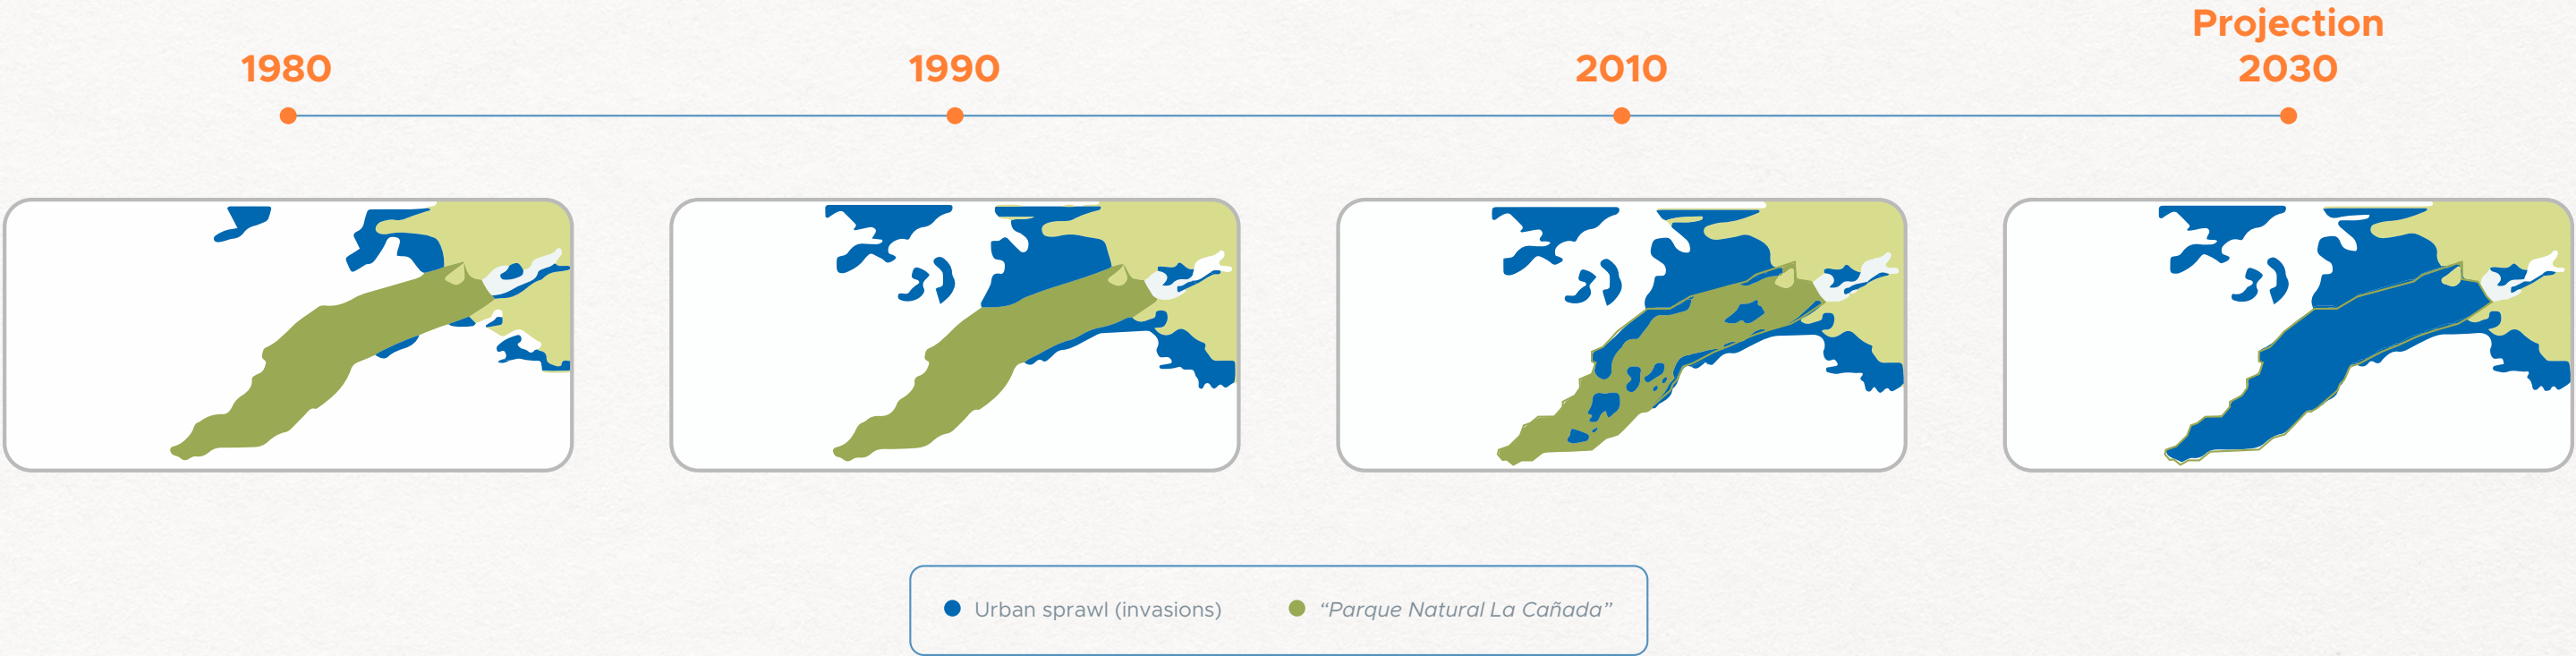 1980
1990
2010
Projection
2030
Urban sprawl (invasions)
“Parque Natural La Cañada”